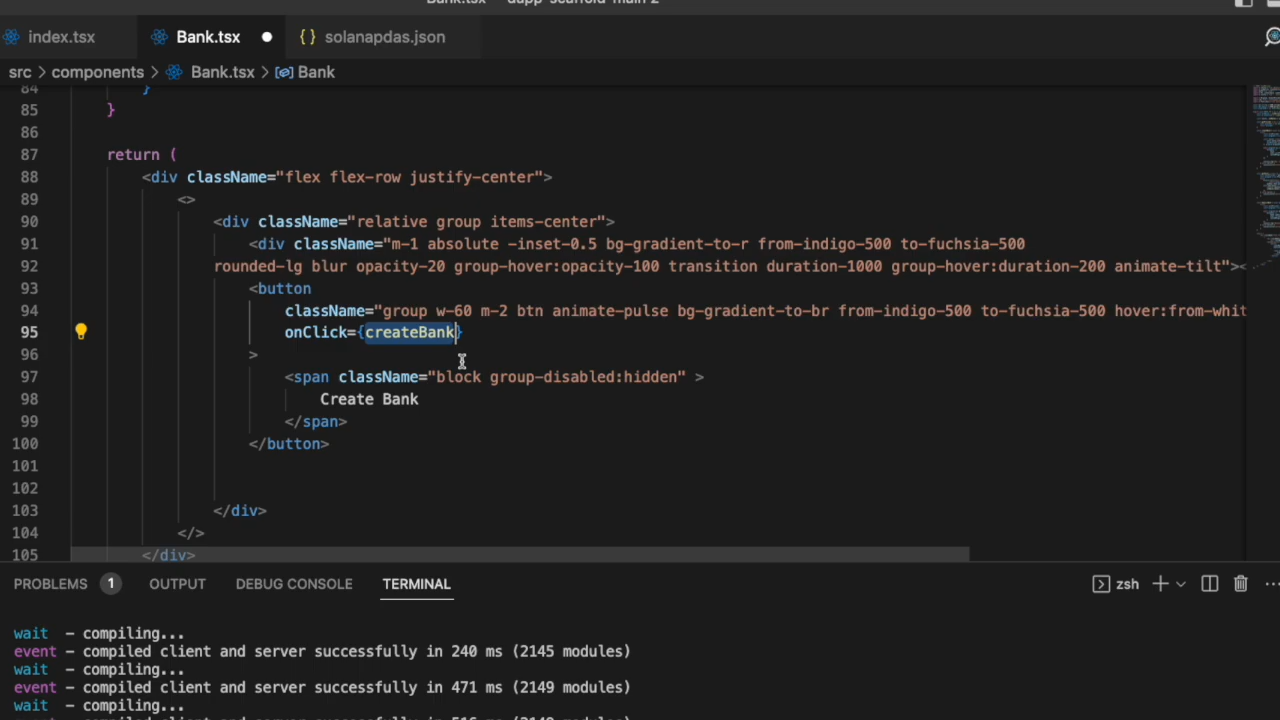 Bank.tsx — dapp-scaffold-main 2
index.tsx
Bank.tsx
{ } solanapdas.json
src > components > Bank.tsx > Bank
84 }
85 }
86
87 return (
88 <div className="flex flex-row justify-center">
89 <>
90 <div className="relative group items-center">
91 <div className="m-1 absolute -inset-0.5 bg-gradient-to-r from-indigo-500 to-fuchsia-500
92 rounded-lg blur opacity-20 group-hover:opacity-100 transition duration-1000 group-hover:duration-200 animate-tilt"><
93 <button
94 className="group w-60 m-2 btn animate-pulse bg-gradient-to-br from-indigo-500 to-fuchsia-500 hover:from-whit
95 onClick={createBank}
96 >
97 <span className="block group-disabled:hidden" >
98 Create Bank
99 </span>
100 </button>
101
102
103 </div>
104 </>
105 </div>
PROBLEMS 1 OUTPUT DEBUG CONSOLE TERMINAL zsh
wait - compiling...
event - compiled client and server successfully in 240 ms (2145 modules)
wait - compiling...
event - compiled client and server successfully in 471 ms (2149 modules)
wait - compiling...